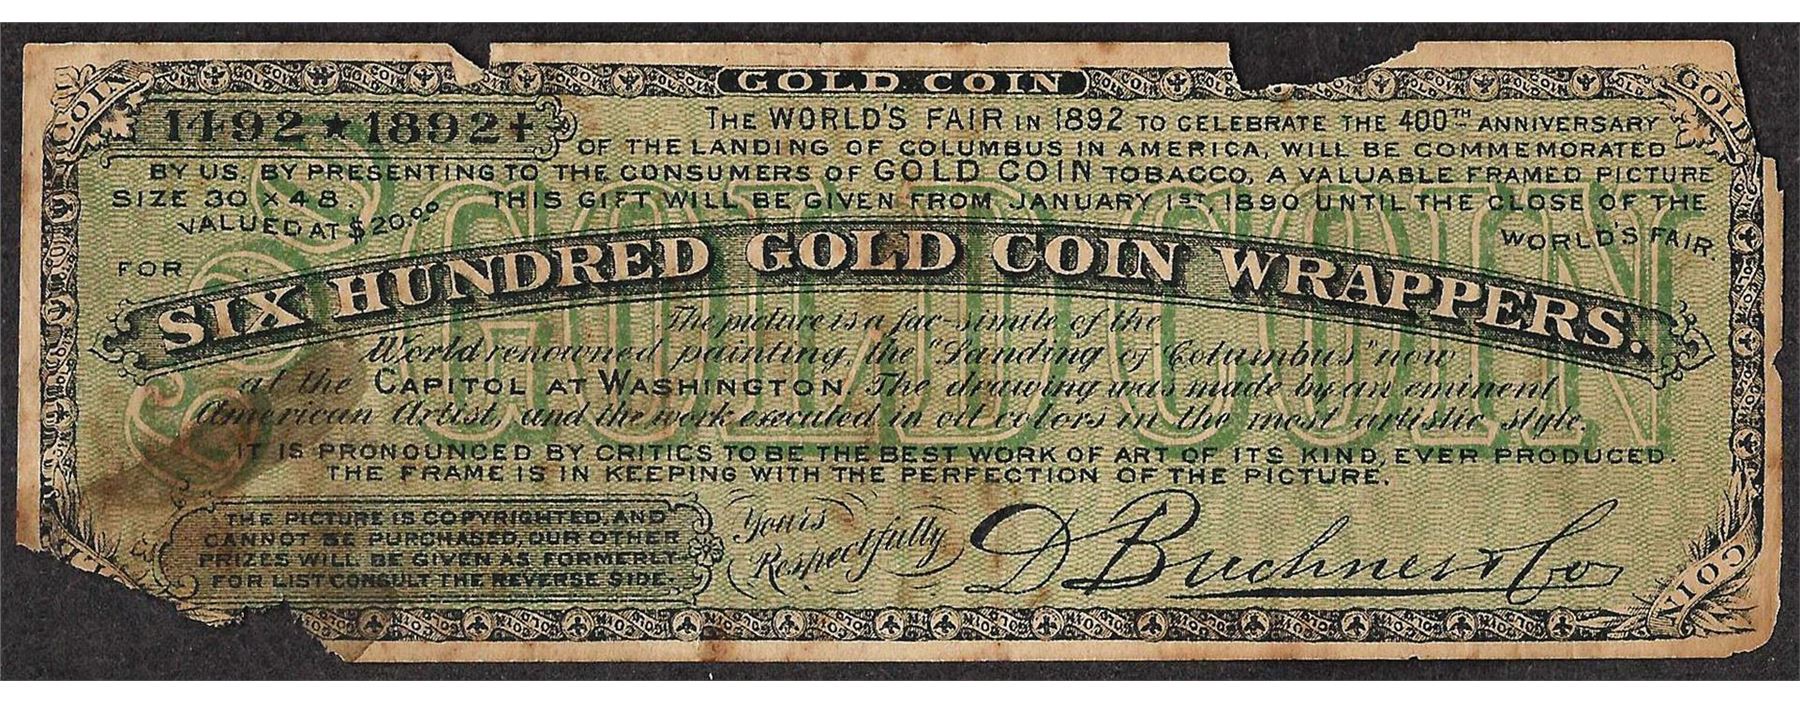 GOLD COIN
COIN
GOLD
1492★1892+
THE WORLD'S FAIR IN 1892 TO CELEBRATE THE 400TH ANNIVERSARY
OF THE LANDING OF COLUMBUS IN AMERICA, WILL BE COMMEMORATED
BY US, BY PRESENTING TO THE CONSUMERS OF GOLD COIN TOBACCO, A VALUABLE FRAMED PICTURE
SIZE 30 x 48. THIS GIFT WILL BE GIVEN FROM JANUARY 1ST, 1890 UNTIL THE CLOSE OF THE
VALUED AT $20.00 WORLD'S FAIR.
FOR
SIX HUNDRED GOLD COIN WRAPPERS.
GOLD COIN
The picture is a fac-simile of the
World renowned painting, the "Landing of Columbus" now
at the CAPITOL AT WASHINGTON. The drawing was made by an eminent
American Artist, and the work executed in oil colors in the most artistic style.
IT IS PRONOUNCED BY CRITICS TO BE THE BEST WORK OF ART OF ITS KIND, EVER PRODUCED.
THE FRAME IS IN KEEPING WITH THE PERFECTION OF THE PICTURE.
THE PICTURE IS COPYRIGHTED, AND
CANNOT BE PURCHASED, OUR OTHER
PRIZES WILL BE GIVEN AS FORMERLY-
FOR LIST CONSULT THE REVERSE SIDE-
Yours
Respectfully
D Buchner & Co
COIN